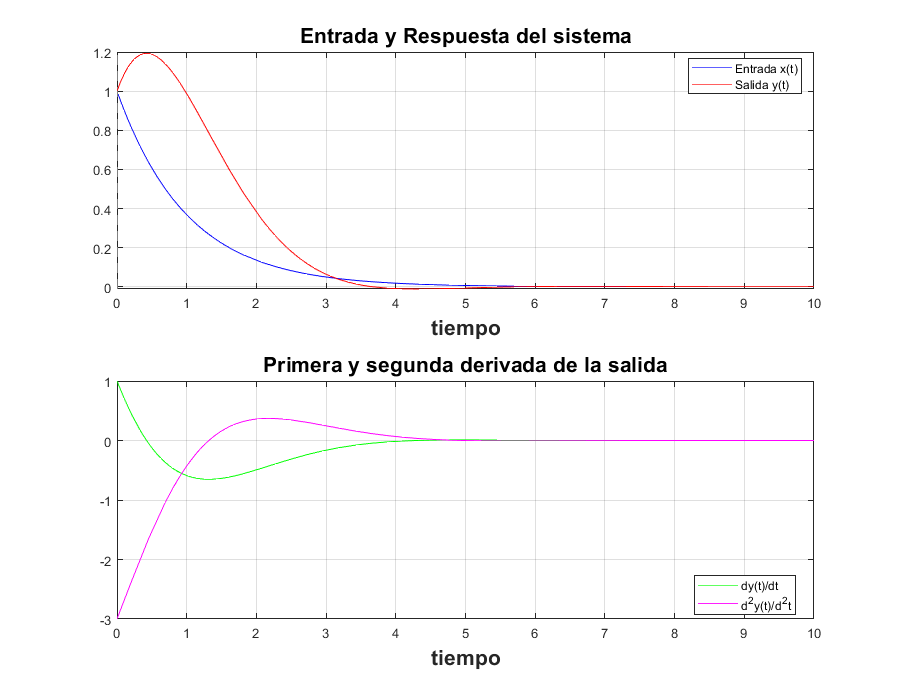 Entrada y Respuesta del sistema
1.2
1
0.8
0.6
0.4
0.2
0
Entrada x(t)
Salida y(t)
0 1 2 3 4 5 6 7 8 9 10
tiempo
Primera y segunda derivada de la salida
1
0
-1
-2
-3
dy(t)/dt
d²y(t)/d²t
0 1 2 3 4 5 6 7 8 9 10
tiempo